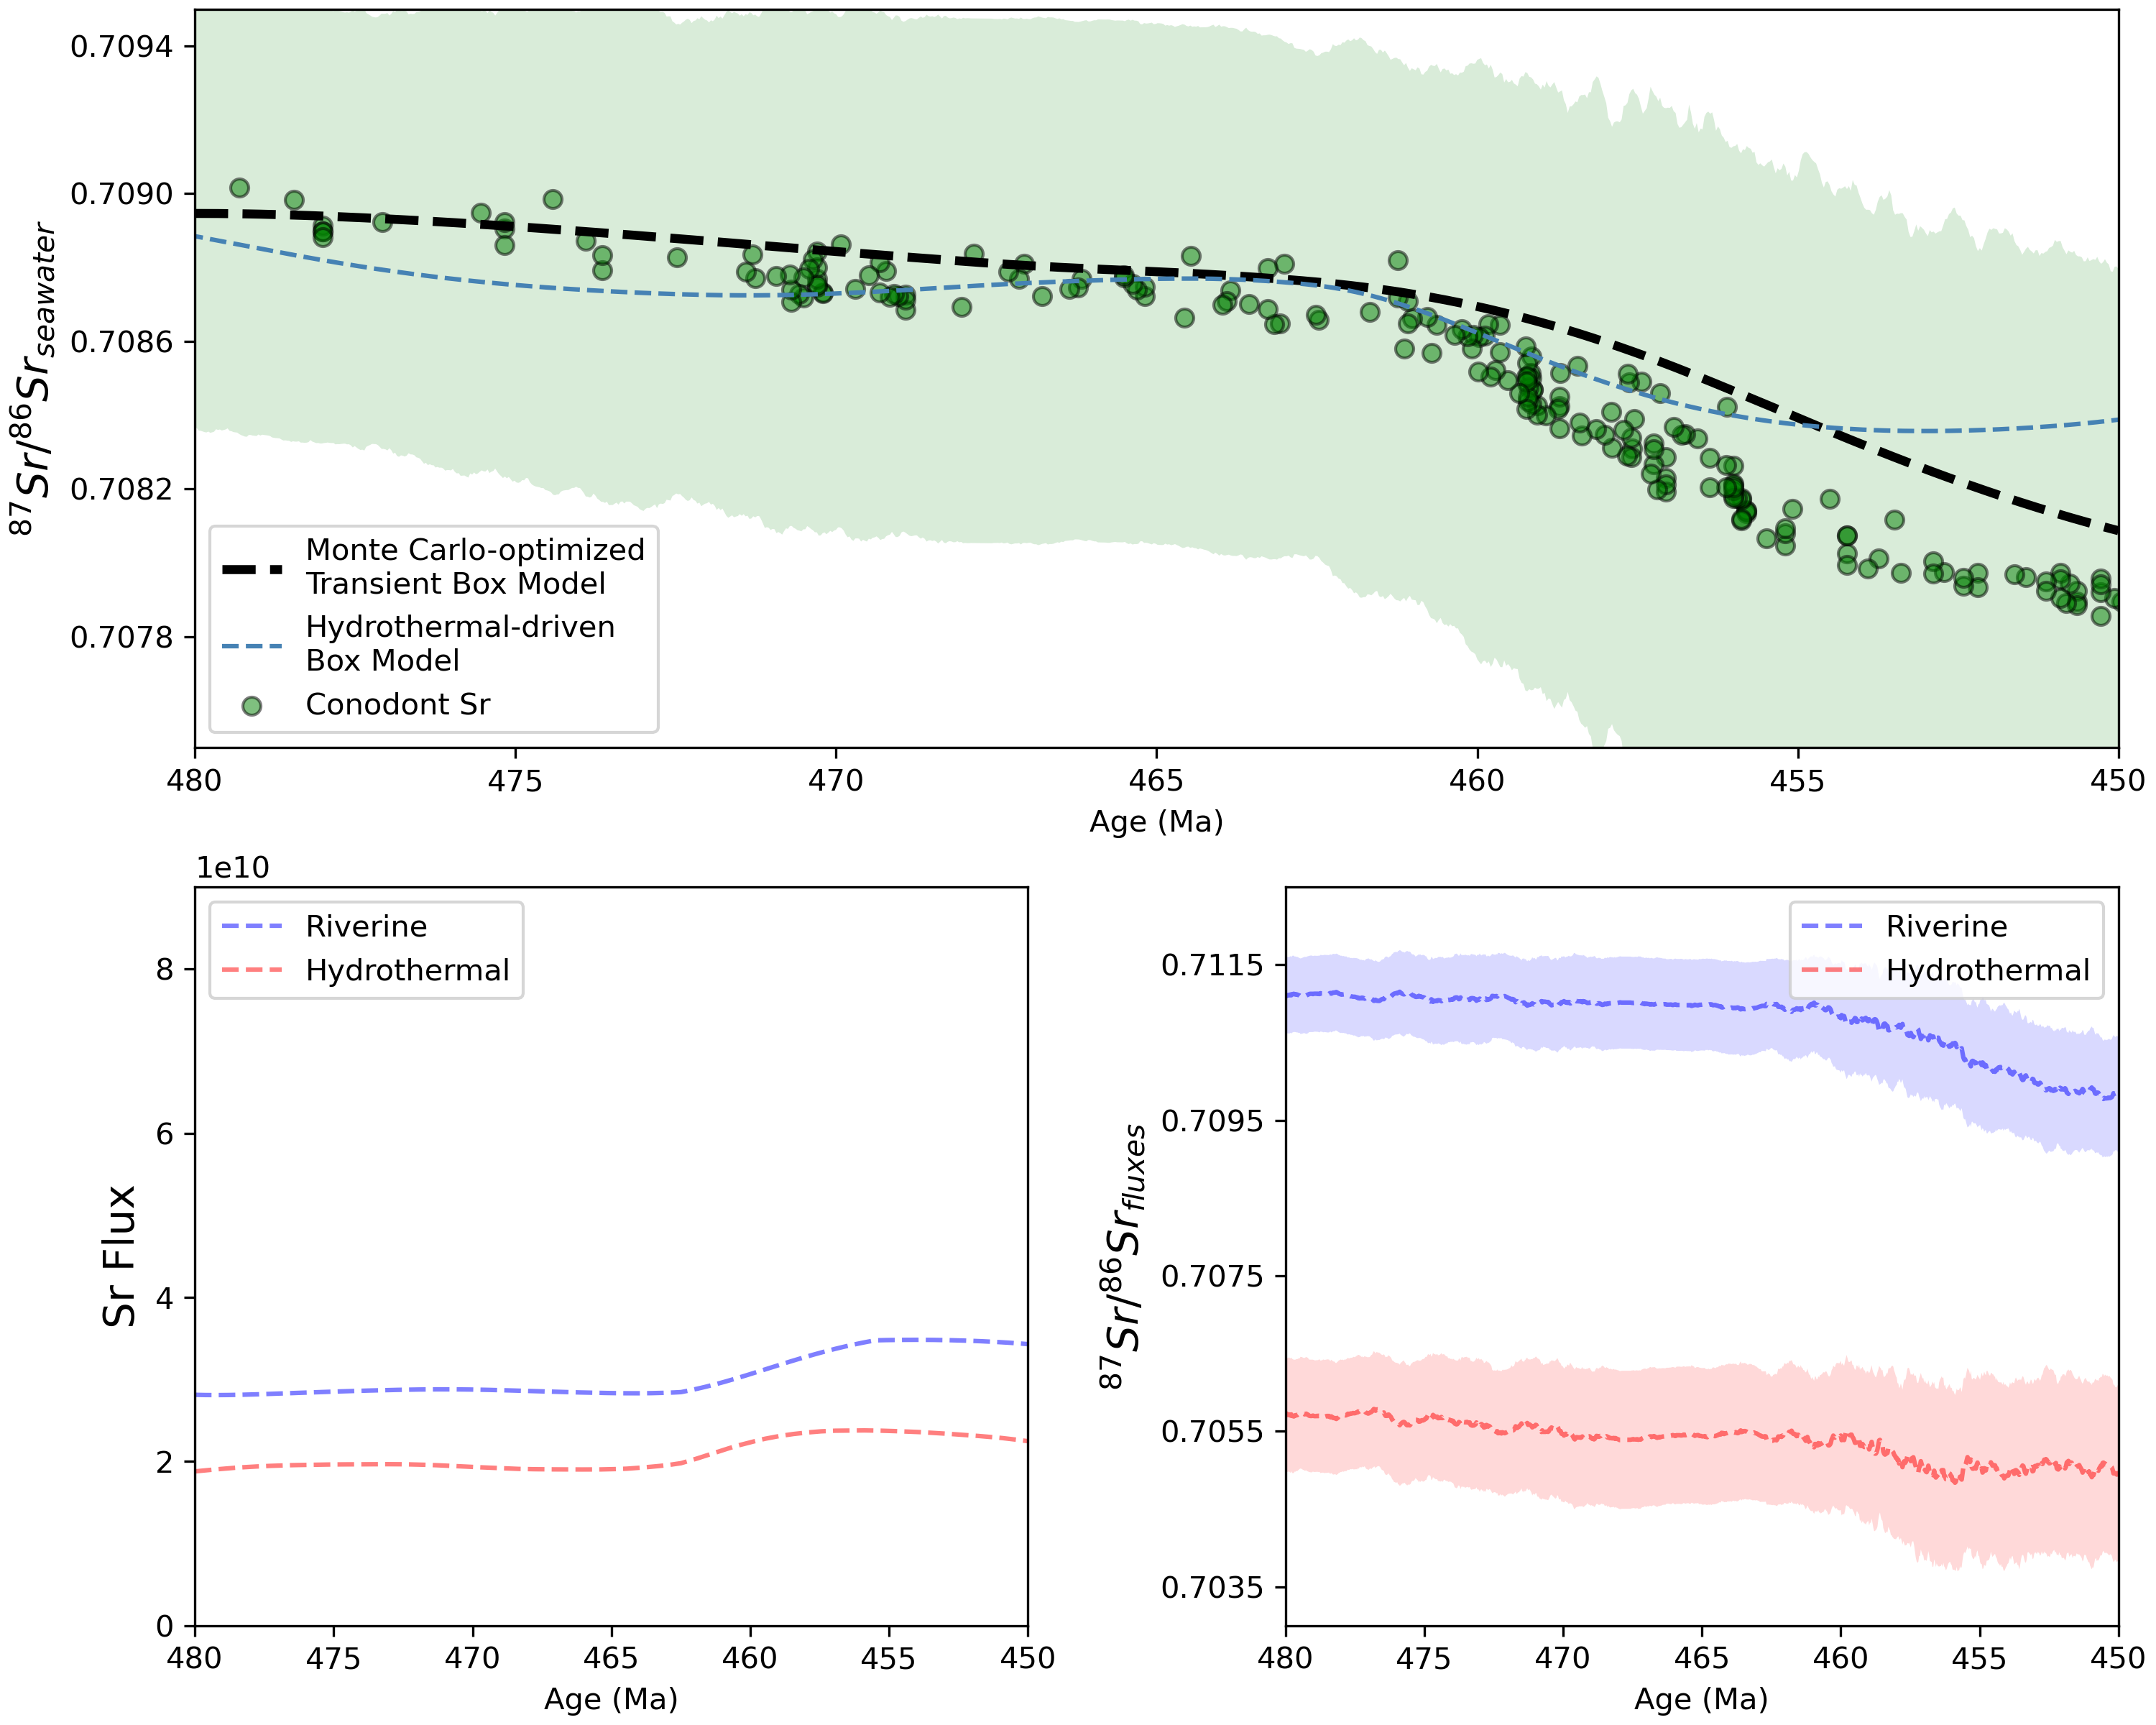 0.7094
0.7090
0.7086
0.7082
0.7078
⁸⁷Sr/⁸⁶Sr_seawater
Monte Carlo-optimized
Transient Box Model
Hydrothermal-driven
Box Model
Conodont Sr
480 475 470 465 460 455 450
Age (Ma)
1e10
8
6
4
2
0
Sr Flux
Riverine
Hydrothermal
480 475 470 465 460 455 450
Age (Ma)
0.7115
0.7095
0.7075
0.7055
0.7035
⁸⁷Sr/⁸⁶Sr_fluxes
Riverine
Hydrothermal
480 475 470 465 460 455 450
Age (Ma)